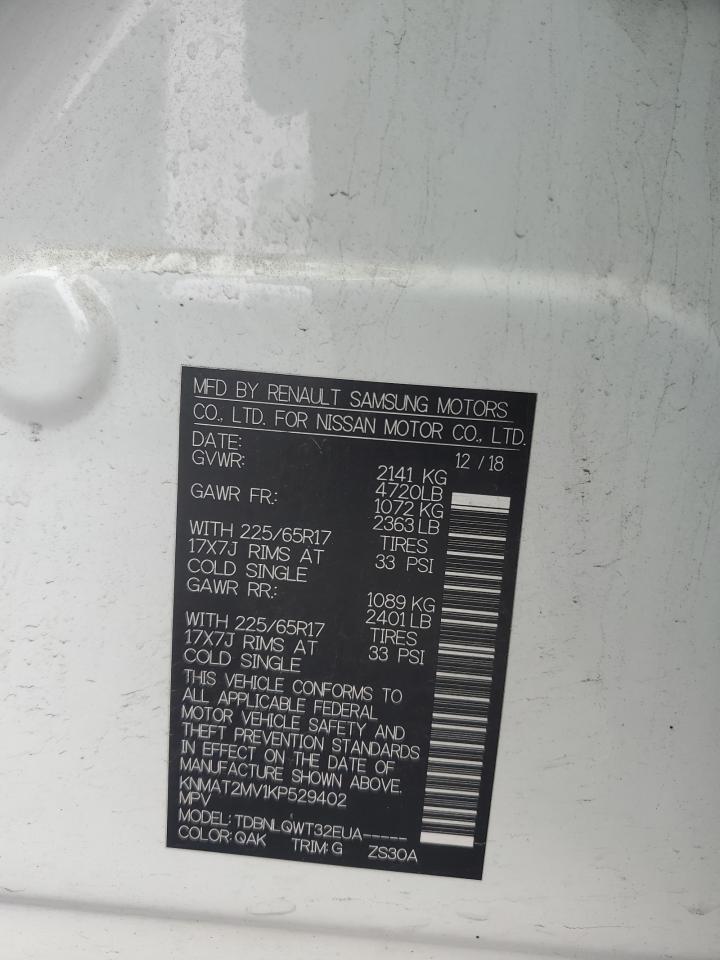 MFD BY RENAULT SAMSUNG MOTORS
CO., LTD. FOR NISSAN MOTOR CO., LTD.
DATE: 12 / 18
GVWR: 2141 KG
4720LB
GAWR FR.: 1072 KG
2363 LB
WITH 225/65R17 TIRES
17X7J RIMS AT 33 PSI
COLD SINGLE
GAWR RR.: 1089 KG
2401 LB
WITH 225/65R17 TIRES
17X7J RIMS AT 33 PSI
COLD SINGLE
THIS VEHICLE CONFORMS TO
ALL APPLICABLE FEDERAL
MOTOR VEHICLE SAFETY AND
THEFT PREVENTION STANDARDS
IN EFFECT ON THE DATE OF
MANUFACTURE SHOWN ABOVE.
KNMAT2MV1KP529402
MPV
MODEL: TDBNLQWT32EUA-----
COLOR: QAK TRIM: G ZS30A